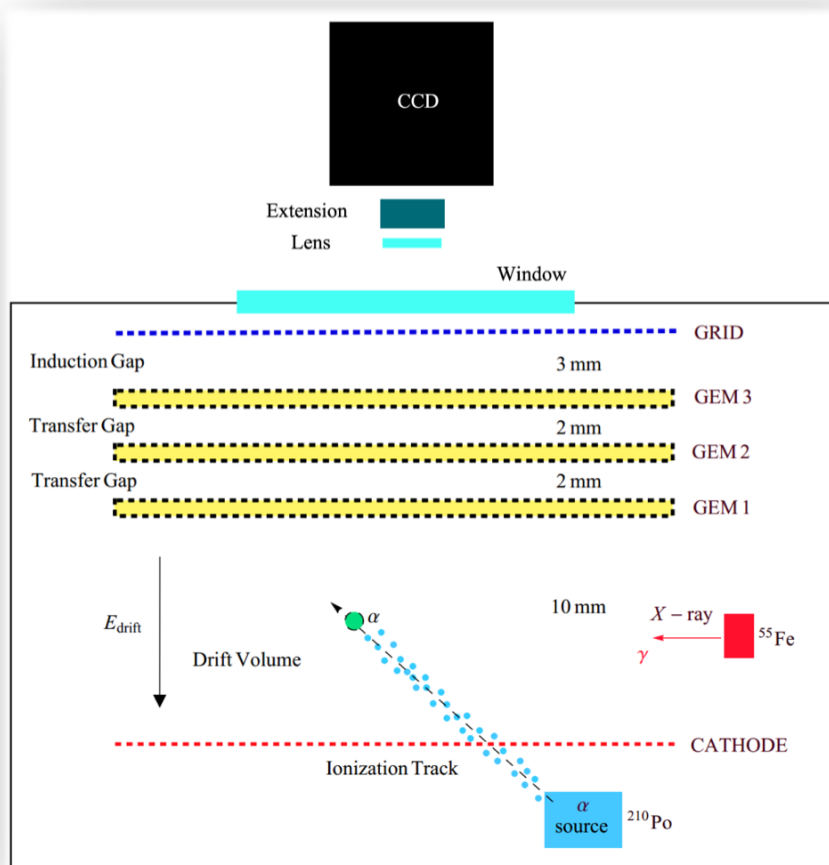 CCD
Extension
Lens
Window
GRID
Induction Gap
3 mm
GEM 3
Transfer Gap
2 mm
GEM 2
Transfer Gap
2 mm
GEM 1
10 mm
X – ray
α
E_drift
⁵⁵Fe
γ
Drift Volume
CATHODE
Ionization Track
α
source
²¹⁰Po